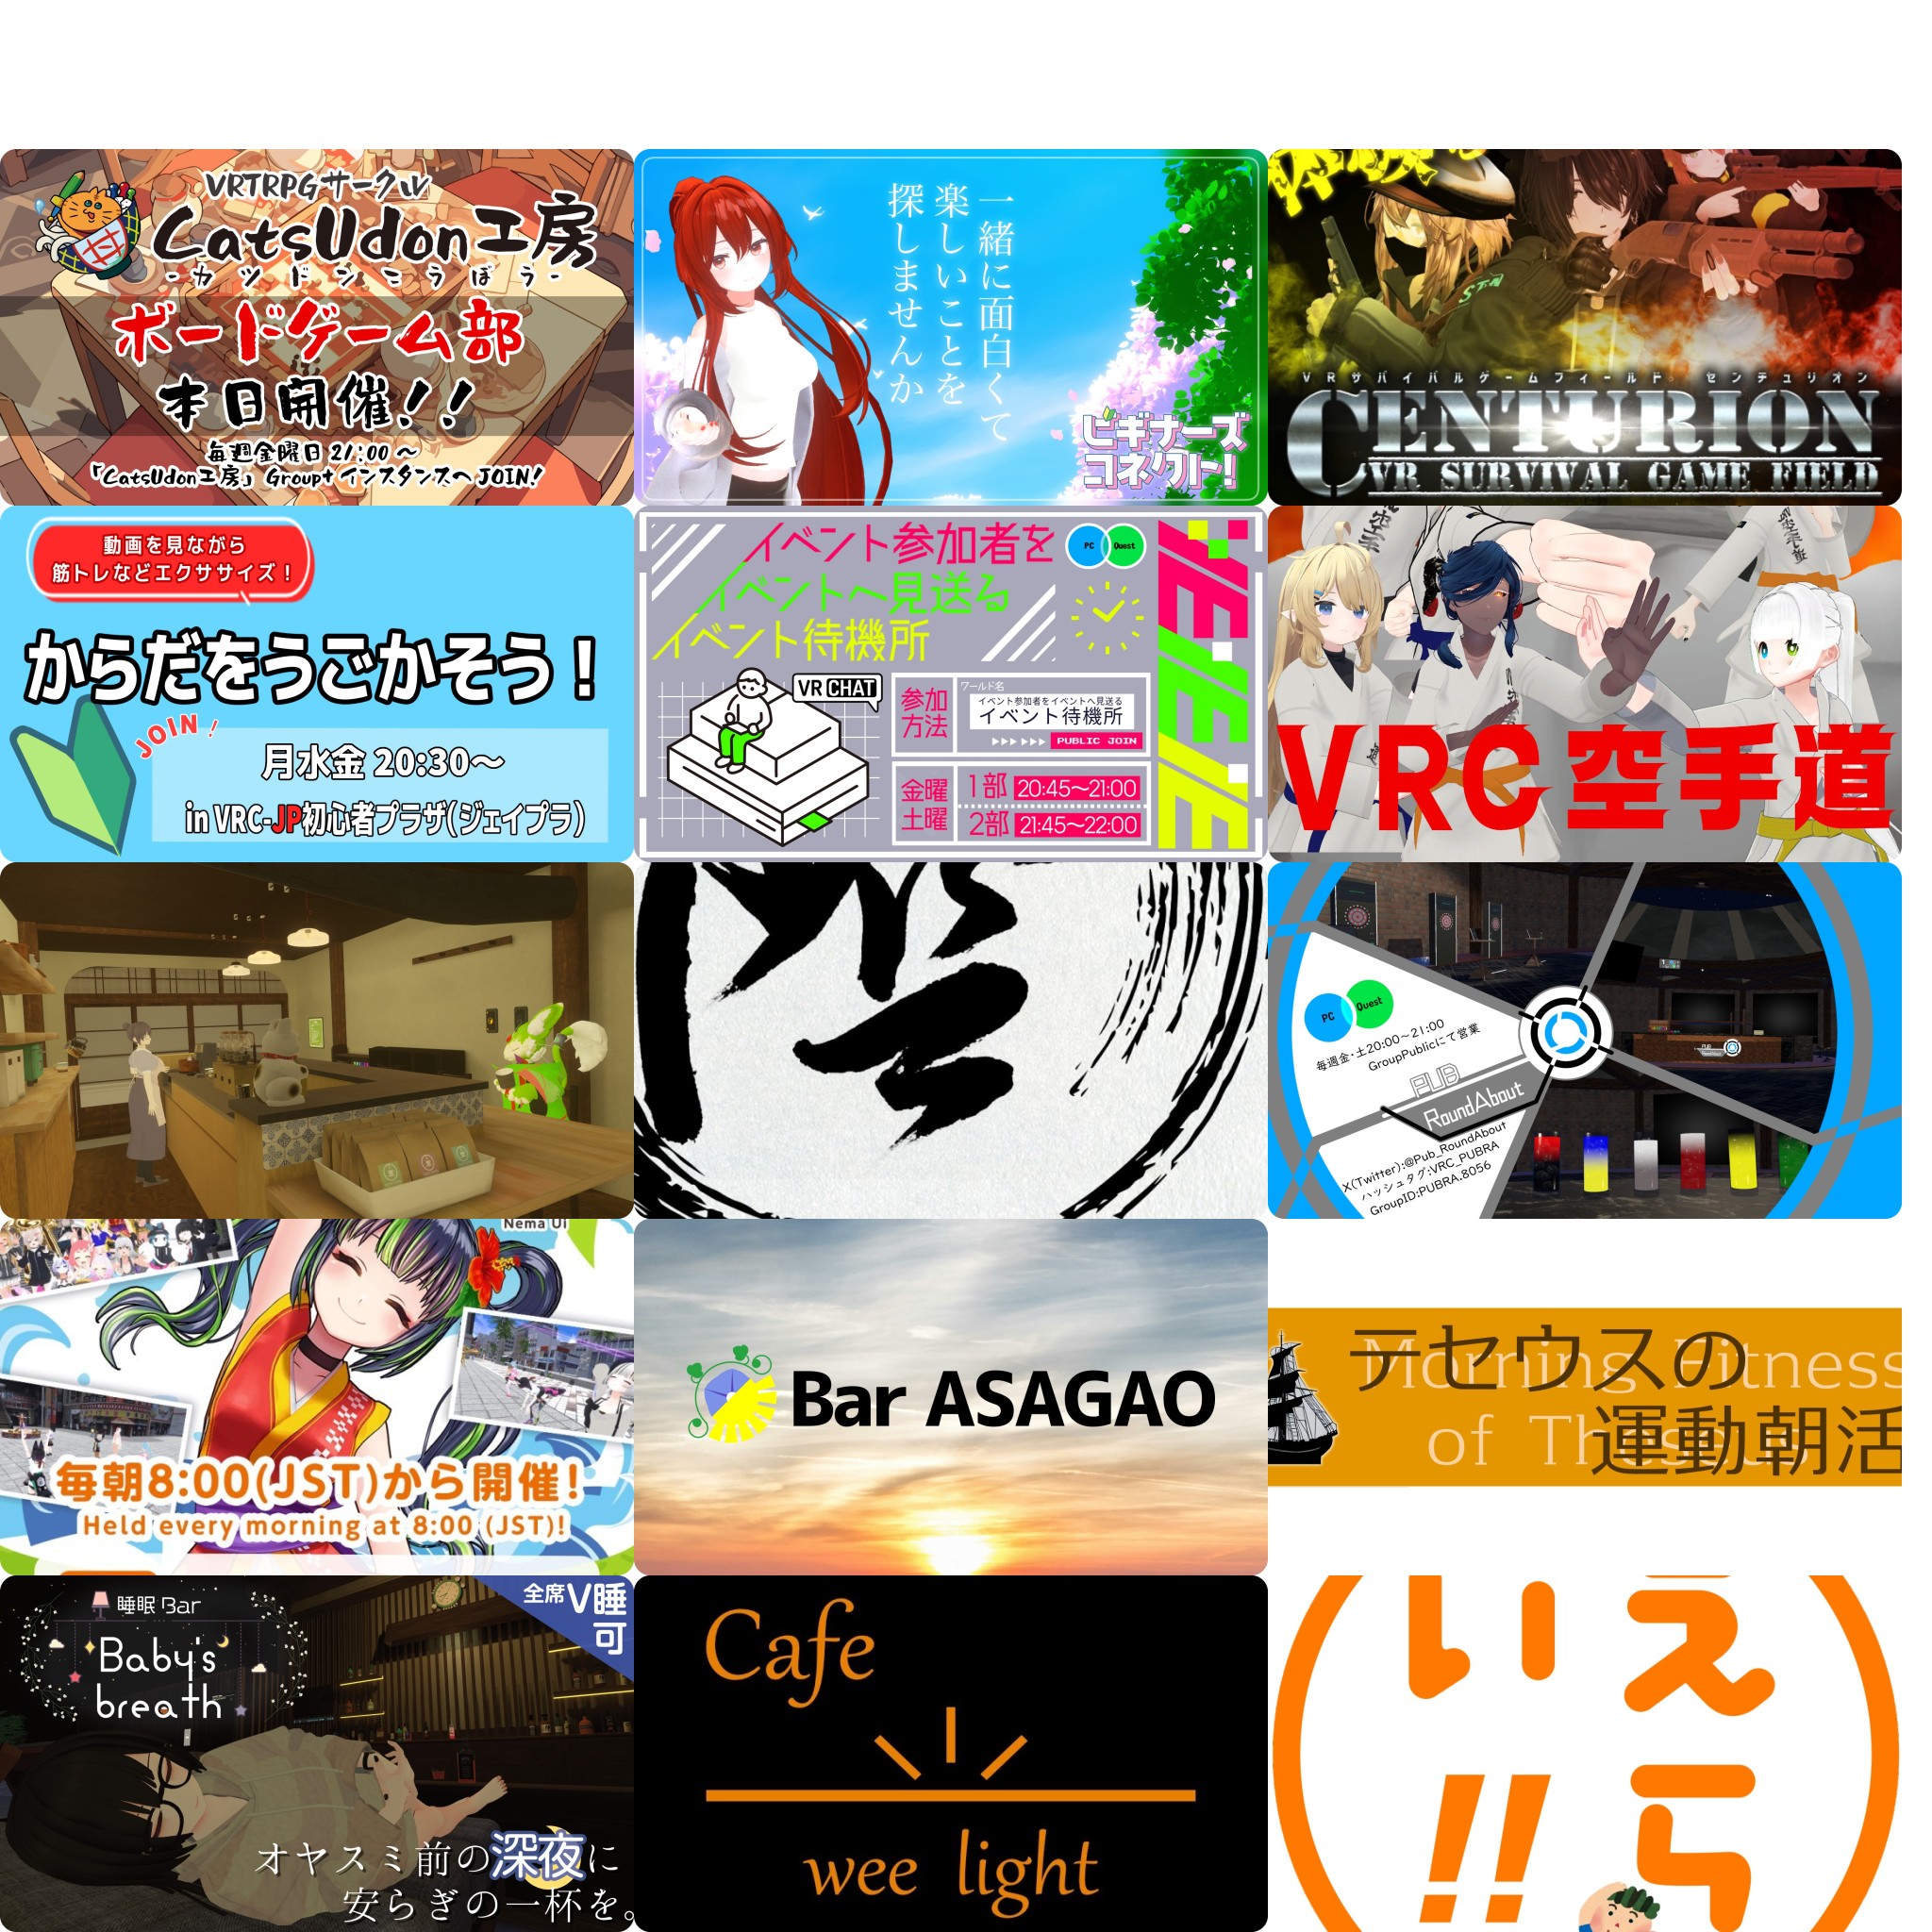 VRTRPGサークル
CatsUdon工房
-カツドンこうぼう-
ボードゲーム部
本日開催!!
毎週金曜日 21:00 ～
「CatsUdon工房」 Group+ インスタンスへ JOIN!
一緒に面白くて
楽しいことを
探しませんか
ビギナーズ
コネクト!
VRサバイバルゲームフィールド センチュリオン
CENTURION
VR SURVIVAL GAME FIELD
動画を見ながら
筋トレなどエクササイズ！
からだをうごかそう！
JOIN！
月水金 20:30～
in VRC-JP初心者プラザ(ジェイプラ)
イベント参加者を
イベントへ見送る
イベント待機所
PC Quest
VR CHAT
参加
方法
ワールド名
イベント参加者をイベントへ見送る
イベント待機所
PUBLIC JOIN
金曜
土曜
1部 20:45～21:00
2部 21:45～22:00
VRC空手道
PC Quest
毎週金・土20:00～21:00
GroupPublicにて営業
PUB
RoundAbout
X(Twitter):@Pub_RoundAbout
ハッシュタグ:VRC_PUBRA
GroupID:PUBRA.8056
Nema Ui
毎朝8:00(JST)から開催!
Held every morning at 8:00 (JST)!
Bar ASAGAO
テセウスの
Morning Fitness
運動朝活
睡眠 Bar
Baby's
breath
全席V睡
可
オヤスミ前の深夜に
安らぎの一杯を。
Cafe
wee light
えら
い!!